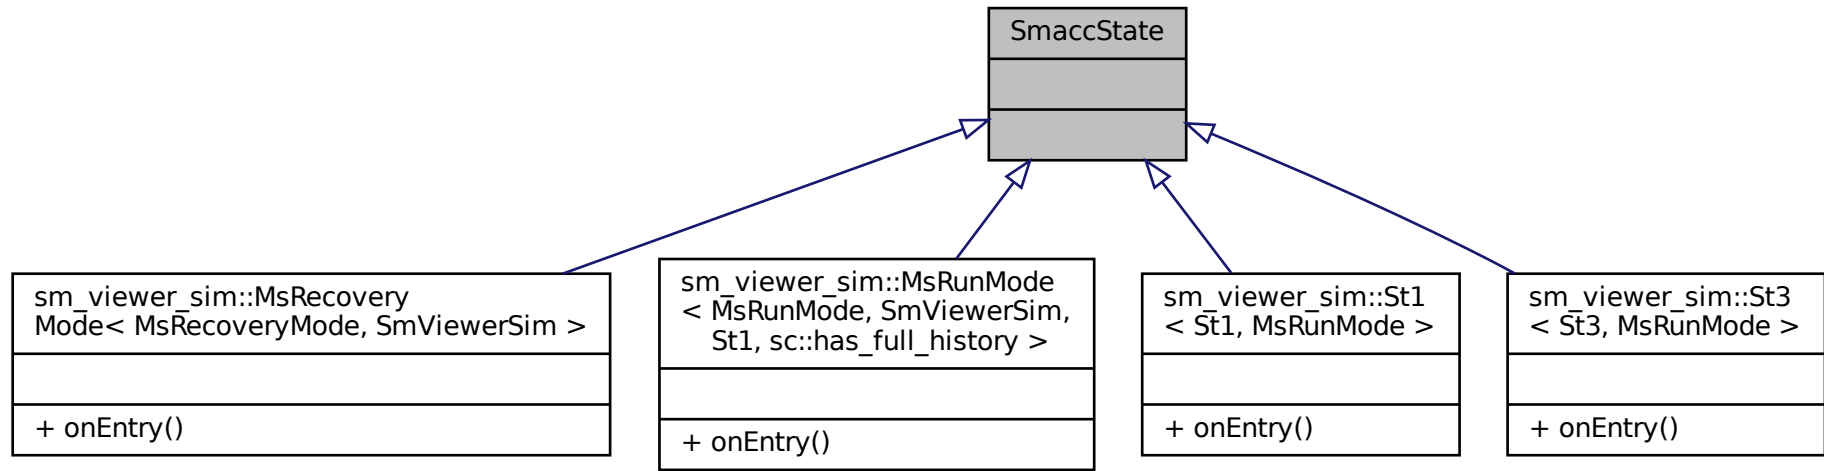 SmaccState
sm_viewer_sim::MsRecovery
Mode< MsRecoveryMode, SmViewerSim >
+ onEntry()
sm_viewer_sim::MsRunMode
< MsRunMode, SmViewerSim,
St1, sc::has_full_history >
+ onEntry()
sm_viewer_sim::St1
< St1, MsRunMode >
+ onEntry()
sm_viewer_sim::St3
< St3, MsRunMode >
+ onEntry()